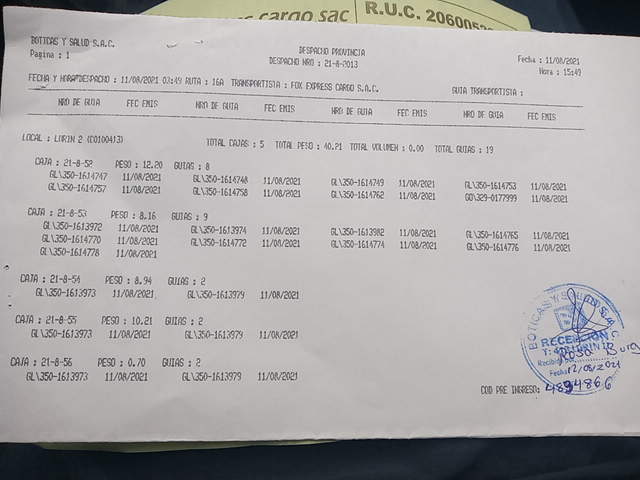 cargo sac
R.U.C. 206005
BOTICAS Y SALUD S.A.C.
Pagina : 1
DESPACHO PROVINCIA
DESPACHO NRO : 21-8-2013
Fecha : 11/08/2021
Hora : 15:49
FECHA Y HORA DESPACHO : 11/08/2021 03:49 RUTA : 16A TRANSPORTISTA : FOX EXPRESS CARGO S.A.C. GUIA TRANSPORTISTA :
NRO DE GUIA FEC EMIS NRO DE GUIA FEC EMIS NRO DE GUIA FEC EMIS NRO DE GUIA FEC EMIS
LOCAL : LURIN 2 (C0100413) TOTAL CAJAS : 5 TOTAL PESO : 40.21 TOTAL VOLUMEN : 0.00 TOTAL GUIAS : 19
CAJA : 21-8-52 PESO : 12.20 GUIAS : 8
GL\350-1614747 11/08/2021 GL\350-1614748 11/08/2021 GL\350-1614749 11/08/2021 GL\350-1614753 11/08/2021
GL\350-1614757 11/08/2021 GL\350-1614758 11/08/2021 GL\350-1614762 11/08/2021 GD\329-0177999 11/08/2021
CAJA : 21-8-53 PESO : 8.16 GUIAS : 9
GL\350-1613972 11/08/2021 GL\350-1613974 11/08/2021 GL\350-1613982 11/08/2021 GL\350-1614765 11/08/2021
GL\350-1614770 11/08/2021 GL\350-1614772 11/08/2021 GL\350-1614774 11/08/2021 GL\350-1614776 11/08/2021
GL\350-1614778 11/08/2021
CAJA : 21-8-54 PESO : 8.94 GUIAS : 2
GL\350-1613973 11/08/2021 GL\350-1613979 11/08/2021
CAJA : 21-8-55 PESO : 10.21 GUIAS : 2
GL\350-1613973 11/08/2021 GL\350-1613979 11/08/2021
CAJA : 21-8-56 PESO : 0.70 GUIAS : 2
GL\350-1613973 11/08/2021 GL\350-1613979 11/08/2021
BOTICAS Y SALUD
RECEPCION
Recibido Rosa
Fecha 12/08/2021
COD PRE INGRESO: 4894866